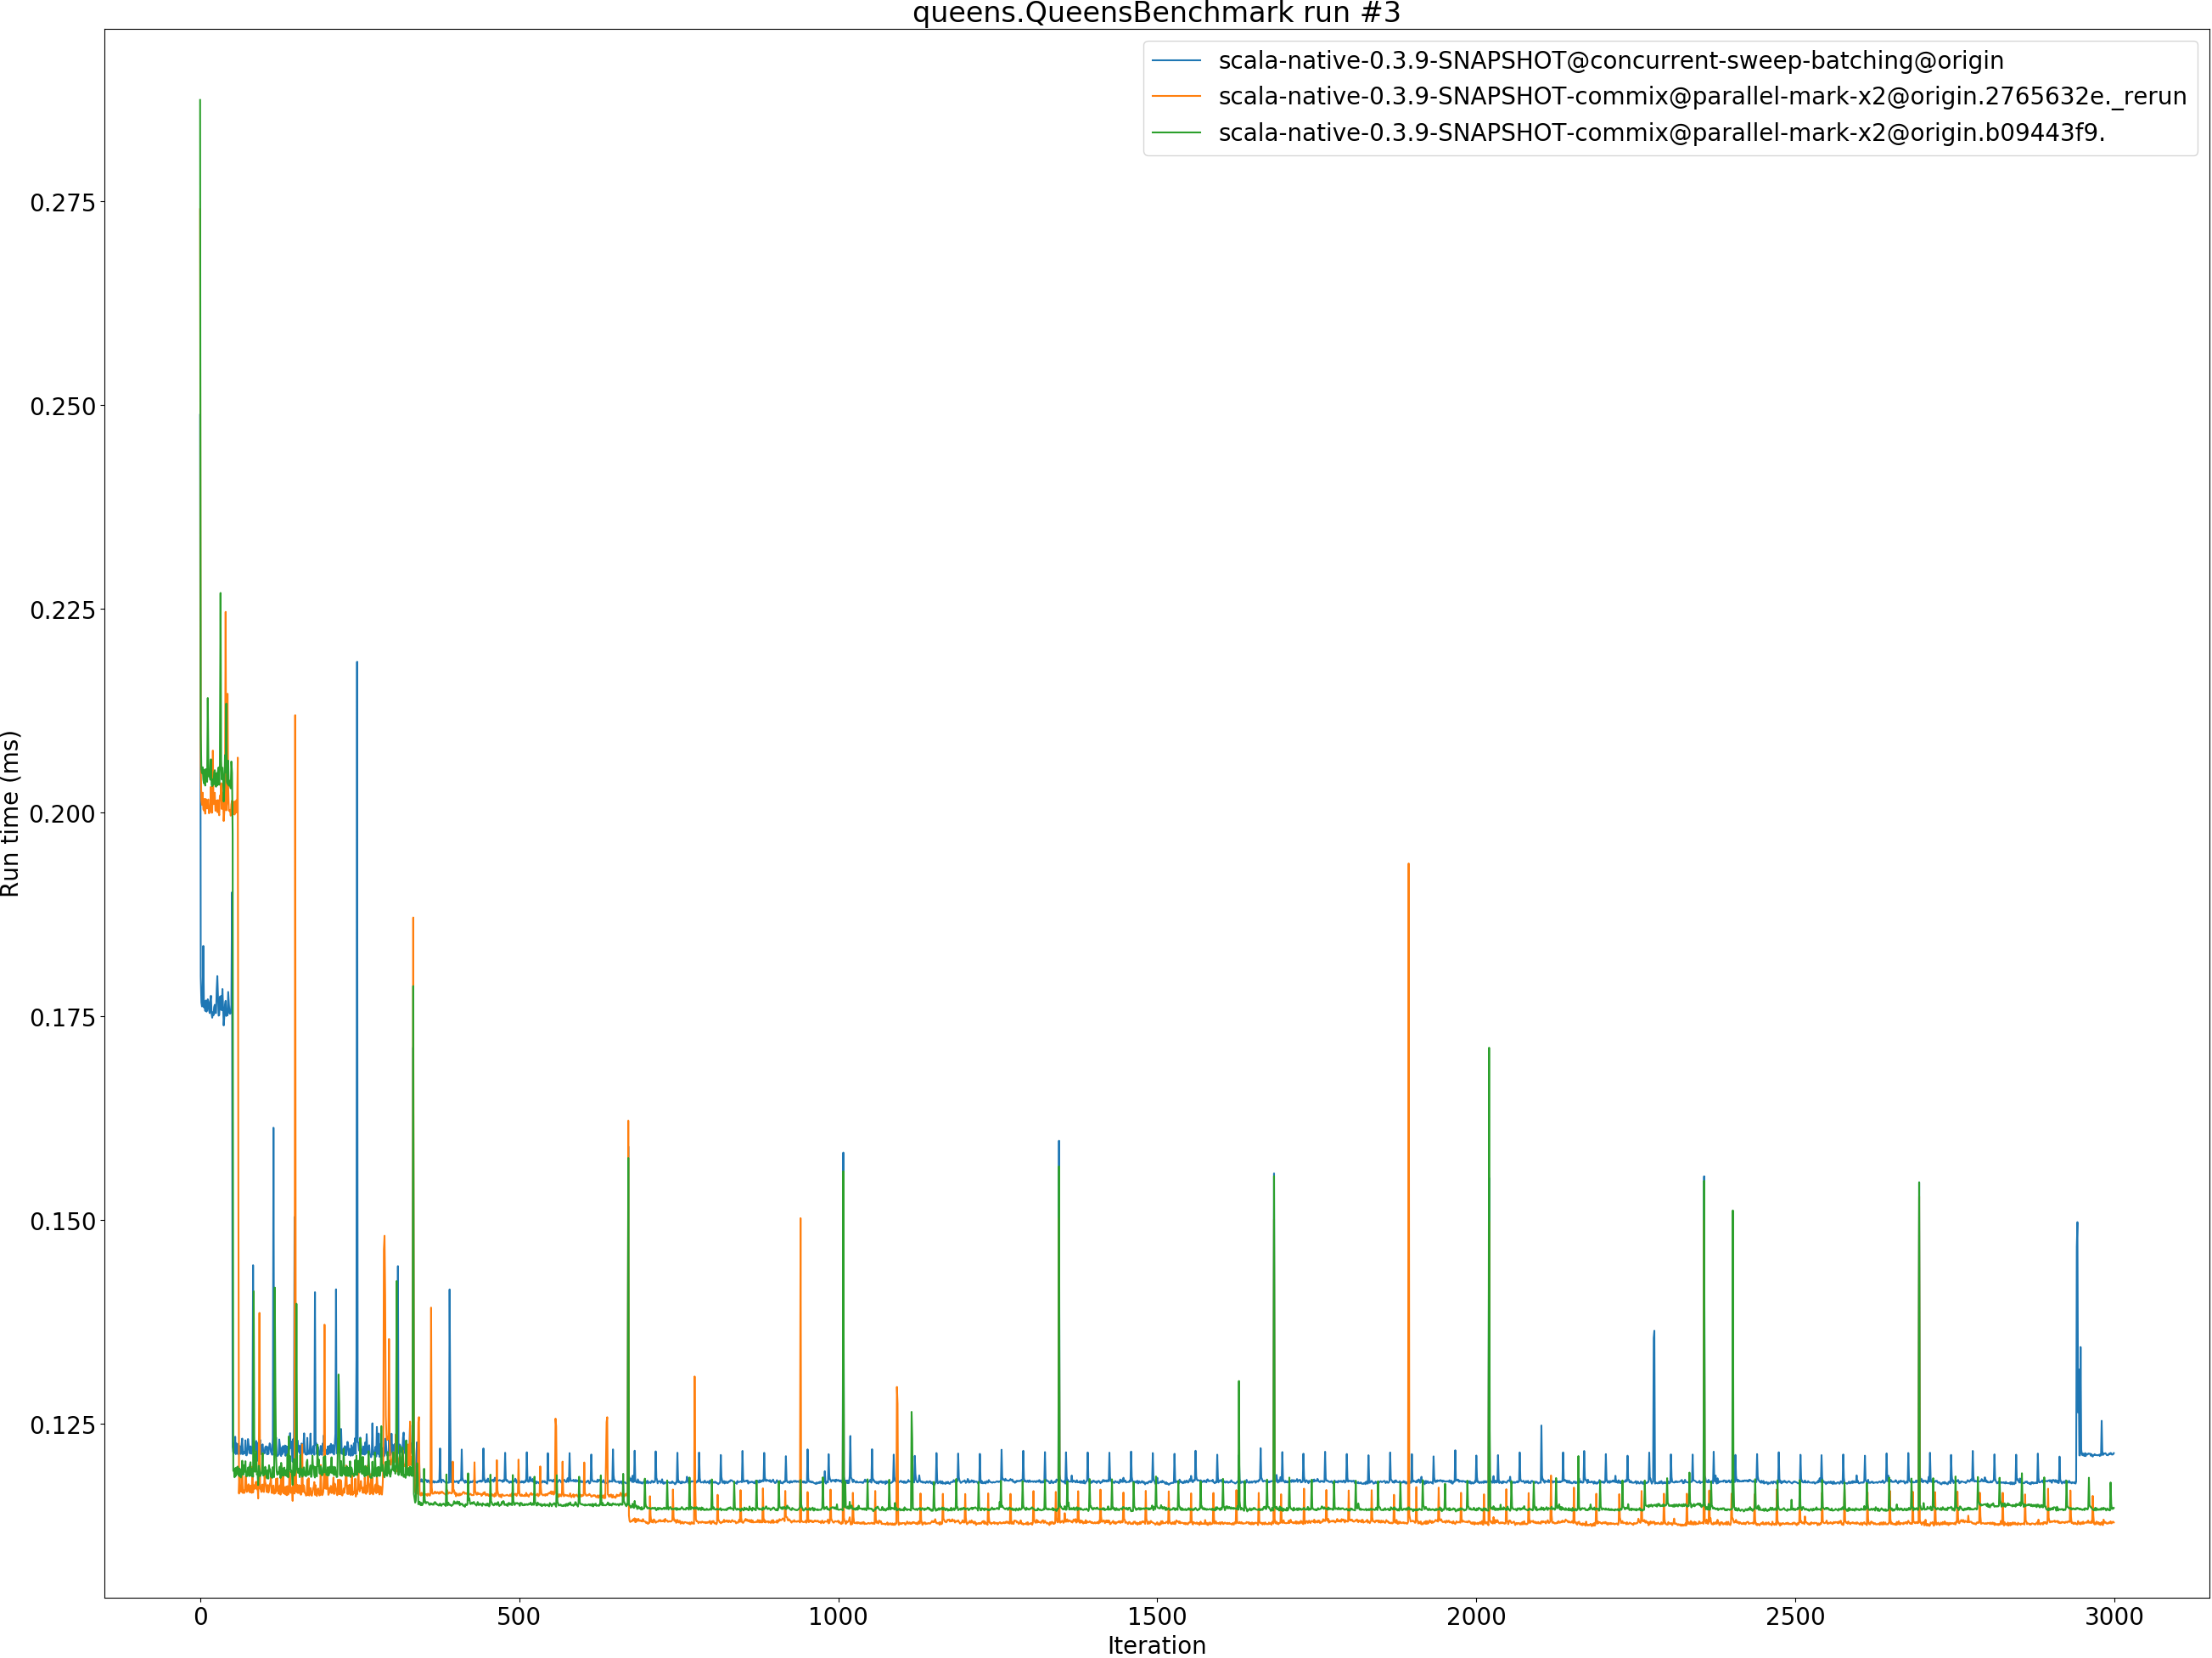 queens.QueensBenchmark run #3
scala-native-0.3.9-SNAPSHOT@concurrent-sweep-batching@origin
scala-native-0.3.9-SNAPSHOT-commix@parallel-mark-x2@origin.2765632e._rerun
scala-native-0.3.9-SNAPSHOT-commix@parallel-mark-x2@origin.b09443f9.
0.275
0.250
0.225
0.200
0.175
0.150
0.125
Run time (ms)
0
500
1000
1500
2000
2500
3000
Iteration